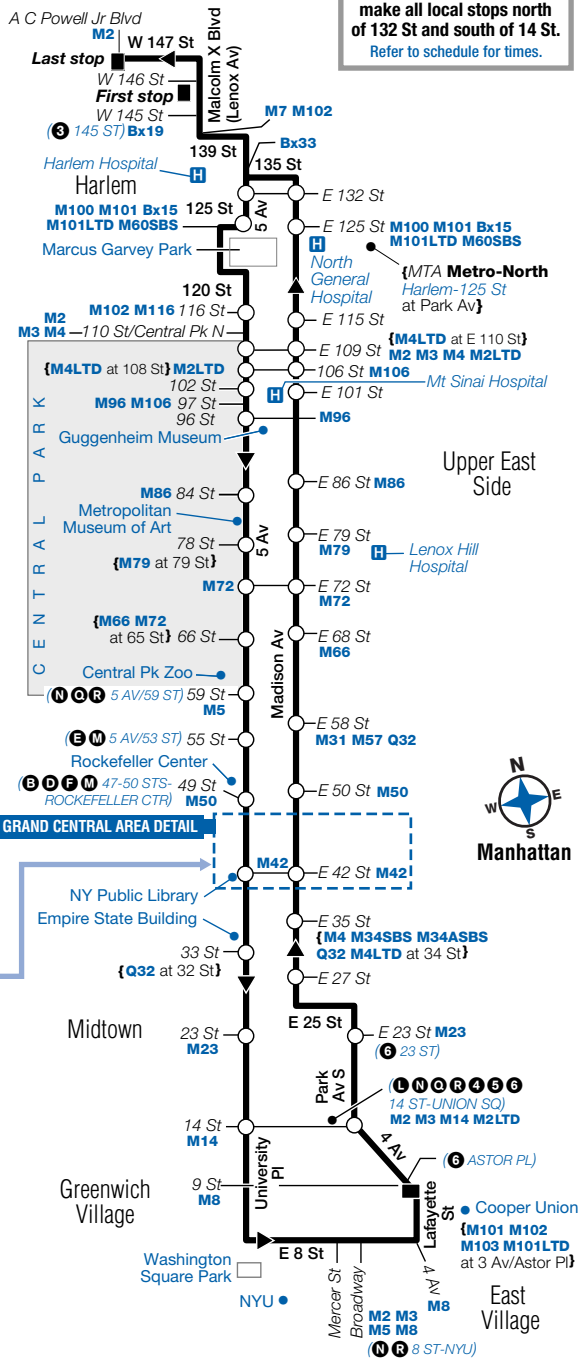 make all local stops north
of 132 St and south of 14 St.
Refer to schedule for times.
A C Powell Jr Blvd
M2
W 147 St
Last stop
W 146 St
First stop
W 145 St
(3 145 ST) Bx19
Malcolm X Blvd
(Lenox Av)
M7 M102
139 St
Bx33
135 St
Harlem Hospital
H
Harlem
5 Av
E 132 St
M100 M101 Bx15
M101LTD M60SBS
125 St
E 125 St M100 M101 Bx15
M101LTD M60SBS
Marcus Garvey Park
H
North
General
Hospital
{MTA Metro-North
Harlem-125 St
at Park Av}
120 St
M102 M116 116 St
E 115 St
M2
M3 M4
110 St/Central Pk N
{M4LTD at E 110 St}
E 109 St
M2 M3 M4 M2LTD
{M4LTD at 108 St} M2LTD
106 St M106
102 St
H
Mt Sinai Hospital
E 101 St
M96 M106 97 St
96 St
M96
Guggenheim Museum
CENTRAL PARK
Upper East
Side
M86 84 St
E 86 St M86
Metropolitan
Museum of Art
5 Av
78 St
{M79 at 79 St}
E 79 St
M79
H
Lenox Hill
Hospital
M72
E 72 St
M72
{M66 M72
at 65 St} 66 St
E 68 St
M66
Madison Av
Central Pk Zoo
(N Q R 5 AV/59 ST) 59 St
M5
E 58 St
M31 M57 Q32
(E M 5 AV/53 ST) 55 St
Rockefeller Center
(B D F M 47-50 STS-
ROCKEFELLER CTR)
49 St
M50
E 50 St M50
N
W
E
S
Manhattan
GRAND CENTRAL AREA DETAIL
M42
E 42 St M42
NY Public Library
Empire State Building
E 35 St
{M4 M34SBS M34ASBS
Q32 M4LTD at 34 St}
33 St
{Q32 at 32 St}
E 27 St
E 25 St
Midtown
23 St
M23
E 23 St M23
(6 23 ST)
Park
Av S
(L N Q R 4 5 6
14 ST-UNION SQ)
M2 M3 M14 M2LTD
14 St
M14
4 Av
University
Pl
(6 ASTOR PL)
9 St
M8
Greenwich
Village
Lafayette
St
Cooper Union
{M101 M102
M103 M101LTD
at 3 Av/Astor Pl}
E 8 St
Washington
Square Park
NYU
Mercer St
Broadway
4 Av
M8
M2 M3
M5 M8
(N R 8 ST-NYU)
East
Village